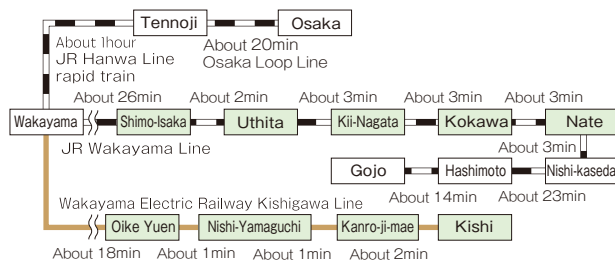 Tennoji
Osaka
About 1hour
JR Hanwa Line
rapid train
About 20min
Osaka Loop Line
About 26min
About 2min
About 3min
About 3min
About 3min
Wakayama
Shimo-Isaka
Uthita
Kii-Nagata
Kokawa
Nate
JR Wakayama Line
About 3min
Gojo
Hashimoto
Nishi-kaseda
About 14min
About 23min
Wakayama Electric Railway Kishigawa Line
Oike Yuen
Nishi-Yamaguchi
Kanro-ji-mae
Kishi
About 18min
About 1min
About 1min
About 2min